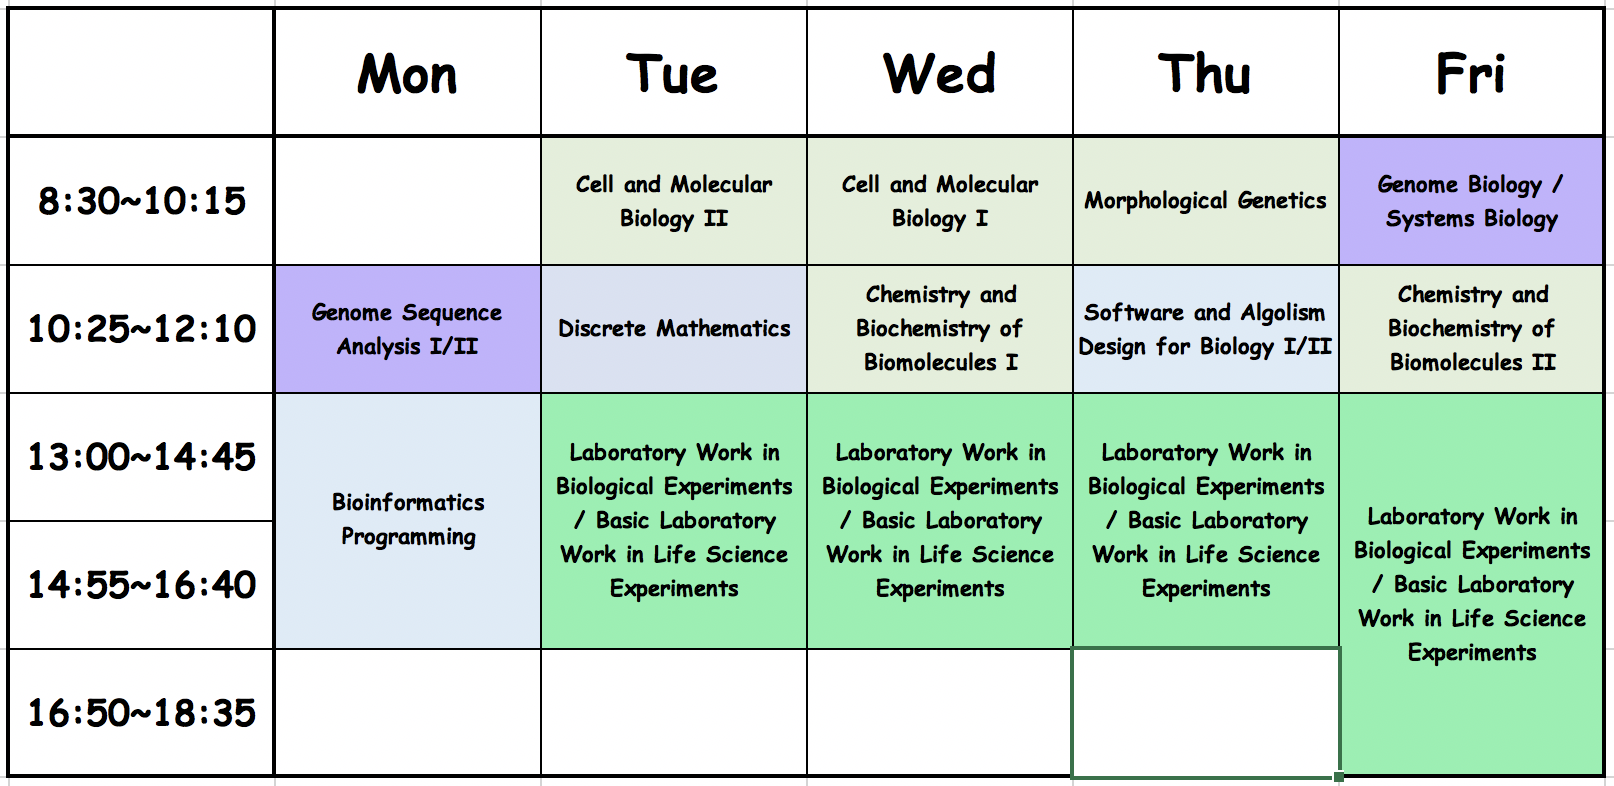 Mon Tue Wed Thu Fri
8:30~10:15
Cell and Molecular
Biology II
Cell and Molecular
Biology I
Morphological Genetics
Genome Biology /
Systems Biology
10:25~12:10
Genome Sequence
Analysis I/II
Discrete Mathematics
Chemistry and
Biochemistry of
Biomolecules I
Software and Algolism
Design for Biology I/II
Chemistry and
Biochemistry of
Biomolecules II
13:00~14:45
14:55~16:40
Bioinformatics
Programming
Laboratory Work in
Biological Experiments
/ Basic Laboratory
Work in Life Science
Experiments
Laboratory Work in
Biological Experiments
/ Basic Laboratory
Work in Life Science
Experiments
Laboratory Work in
Biological Experiments
/ Basic Laboratory
Work in Life Science
Experiments
Laboratory Work in
Biological Experiments
/ Basic Laboratory
Work in Life Science
Experiments
16:50~18:35